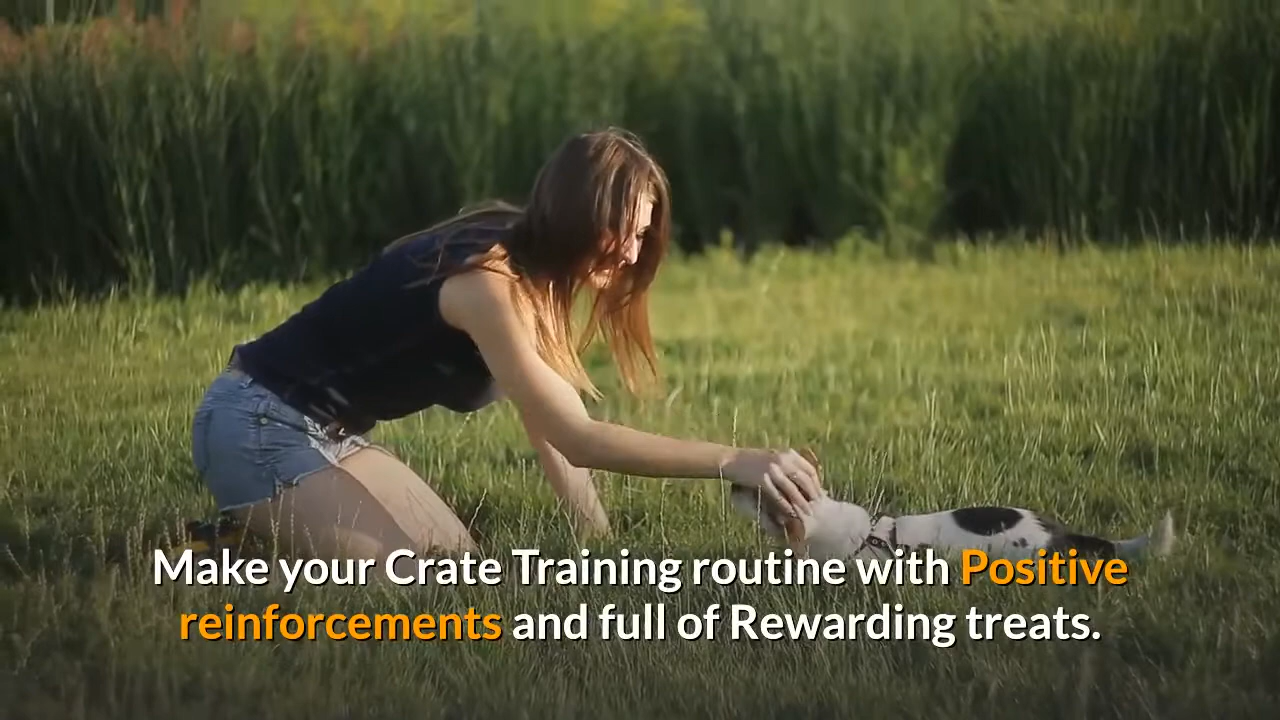 Make your Crate Training routine with Positive
reinforcements and full of Rewarding treats.